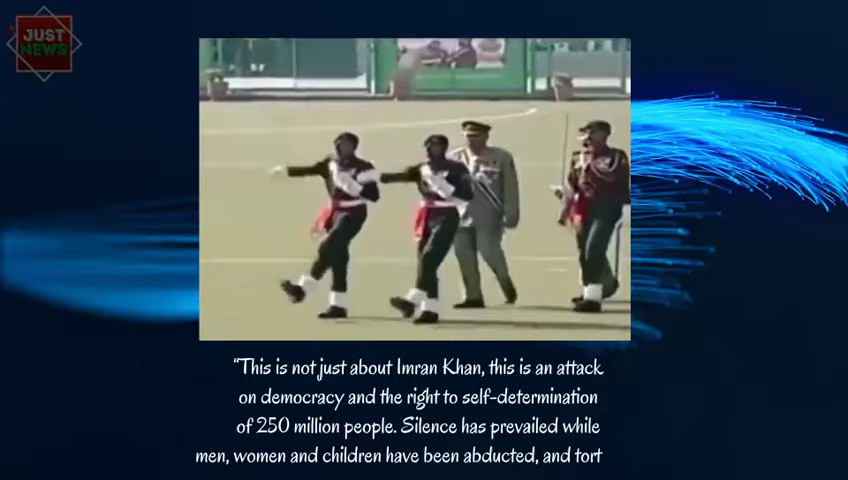 JUST
NEWS
“This is not just about Imran Khan, this is an attack
on democracy and the right to self-determination
of 250 million people. Silence has prevailed while
men, women and children have been abducted, and tort